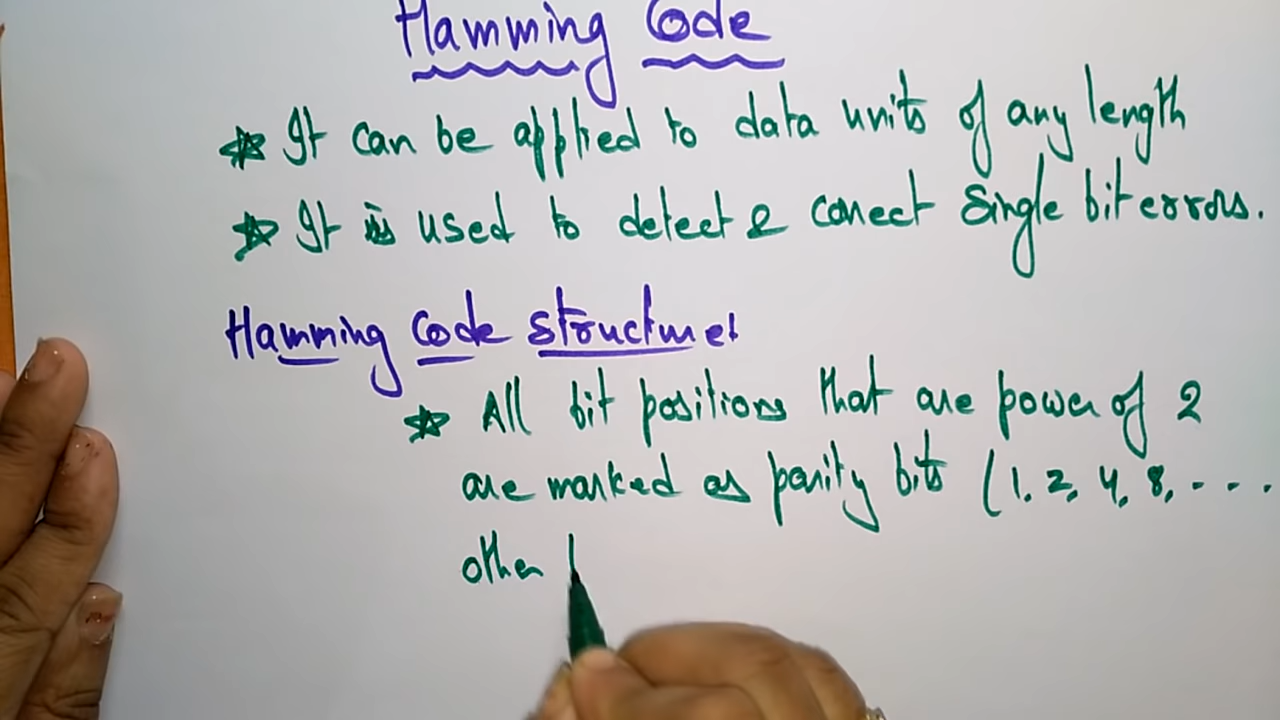 Hamming Code
It can be applied to data units of any length
It is used to detect & correct single bit errors.
Hamming Code structure:
All bit positions that are power of 2
are marked as parity bits (1, 2, 4, 8, ....
other